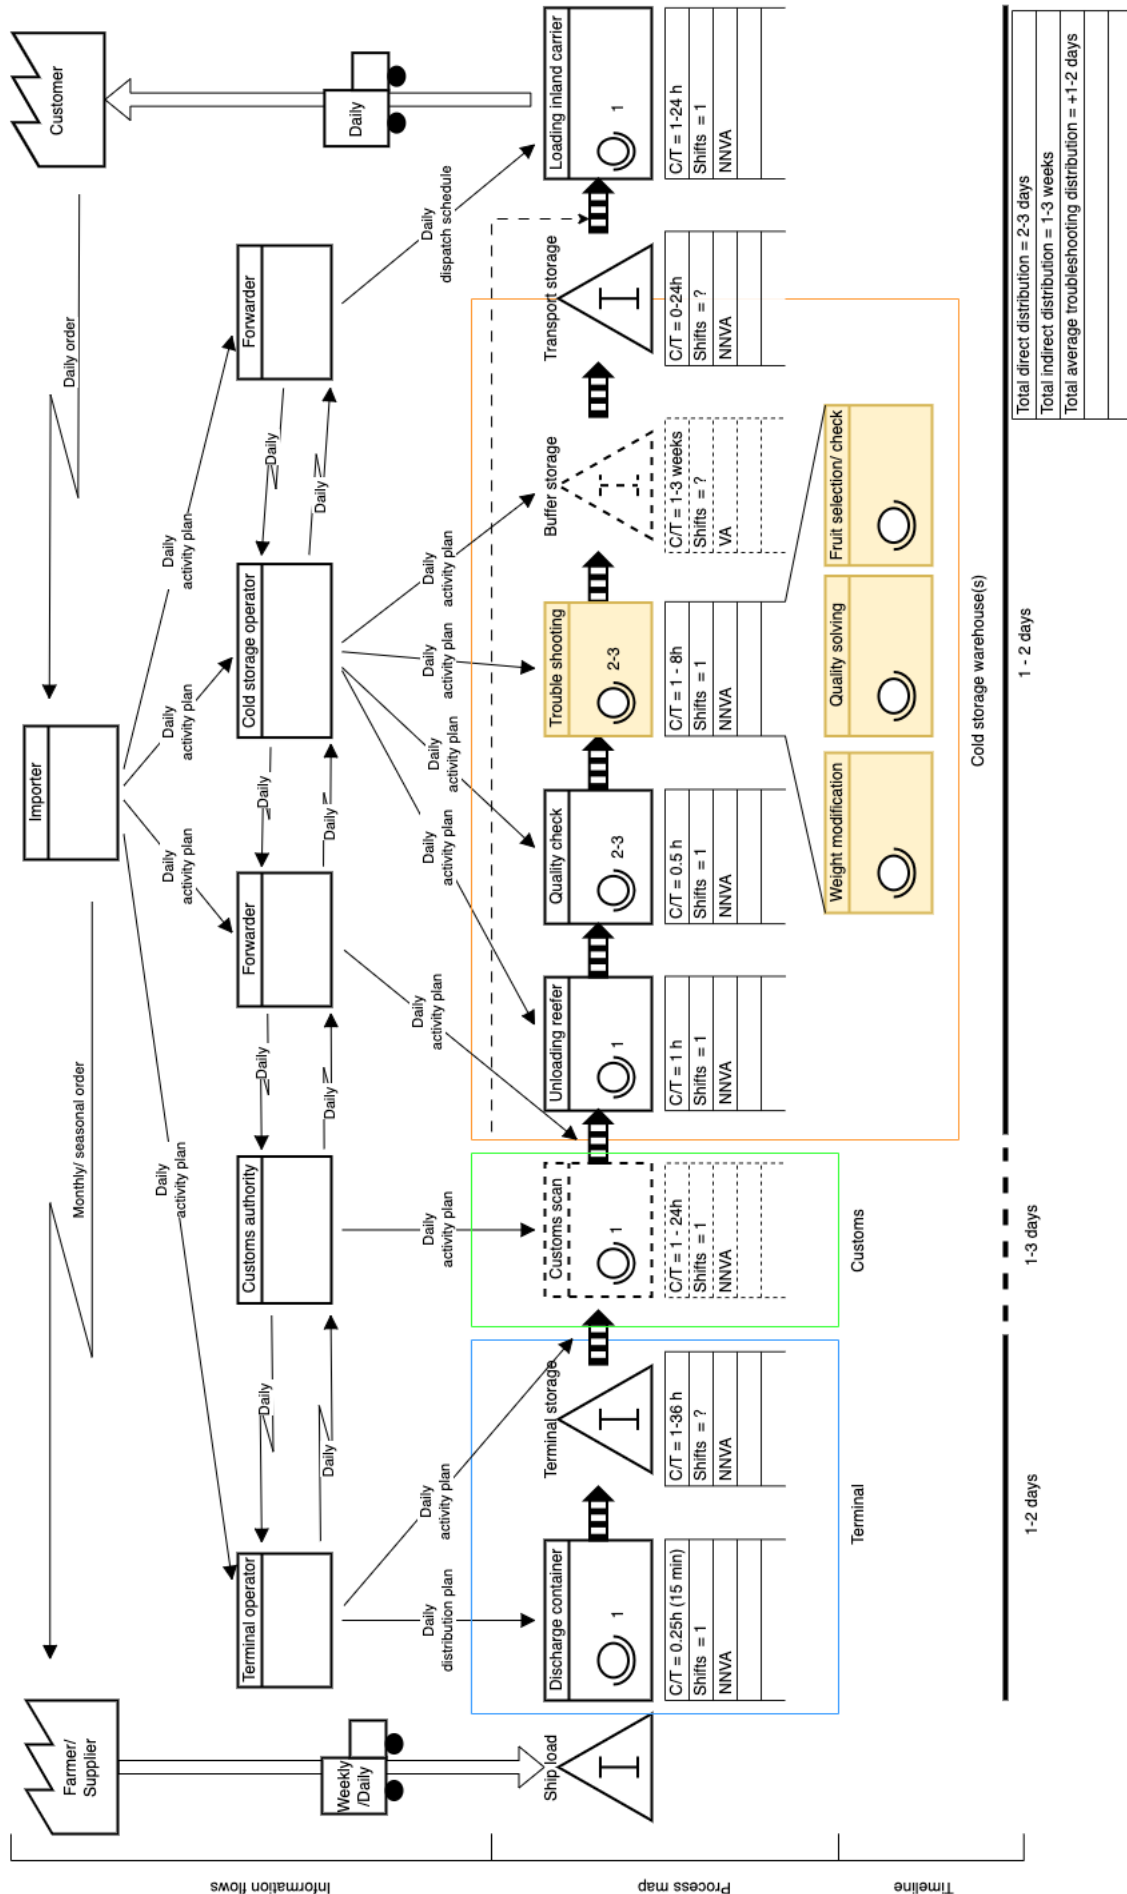 Farmer/
Supplier
Monthly/ seasonal order
Importer
Daily order
Customer
Weekly
/Daily
Daily
Terminal operator
Customs authority
Forwarder
Cold storage operator
Forwarder
Daily
activity plan
Daily
activity plan
Daily
activity plan
Daily
activity plan
Daily
Daily
Daily
Daily
Daily
Daily
Daily
Daily
Daily
distribution plan
Daily
activity plan
Daily
activity plan
Daily
activity plan
Daily
activity plan
Daily
activity plan
Daily
activity plan
Daily
activity plan
Daily
dispatch schedule
Ship load
Discharge container
1
Terminal storage
Customs scan
1
Unloading reefer
1
Quality check
2-3
Trouble shooting
2-3
Buffer storage
Transport storage
Loading inland carrier
1
C/T = 0.25h (15 min)
Shifts = 1
NNVA
C/T = 1-36 h
Shifts = ?
NNVA
C/T = 1 - 24h
Shifts = 1
NNVA
C/T = 1 h
Shifts = 1
NNVA
C/T = 0.5 h
Shifts = 1
NNVA
C/T = 1 - 8h
Shifts = 1
NNVA
C/T = 1-3 weeks
Shifts = ?
VA
C/T = 0-24h
Shifts = ?
NNVA
C/T = 1-24 h
Shifts = 1
NNVA
Weight modification
Quality solving
Fruit selection/ check
Terminal
Customs
Cold storage warehouse(s)
1-2 days
1-3 days
1 - 2 days
Total direct distribution = 2-3 days
Total indirect distribution = 1-3 weeks
Total average troubleshooting distribution = +1-2 days
Information flows
Process map
Timeline